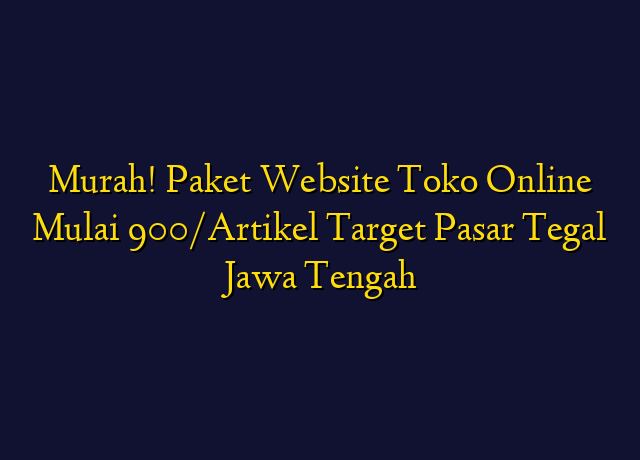 Murah! Paket Website Toko Online
Mulai 900/Artikel Target Pasar Tegal
Jawa Tengah